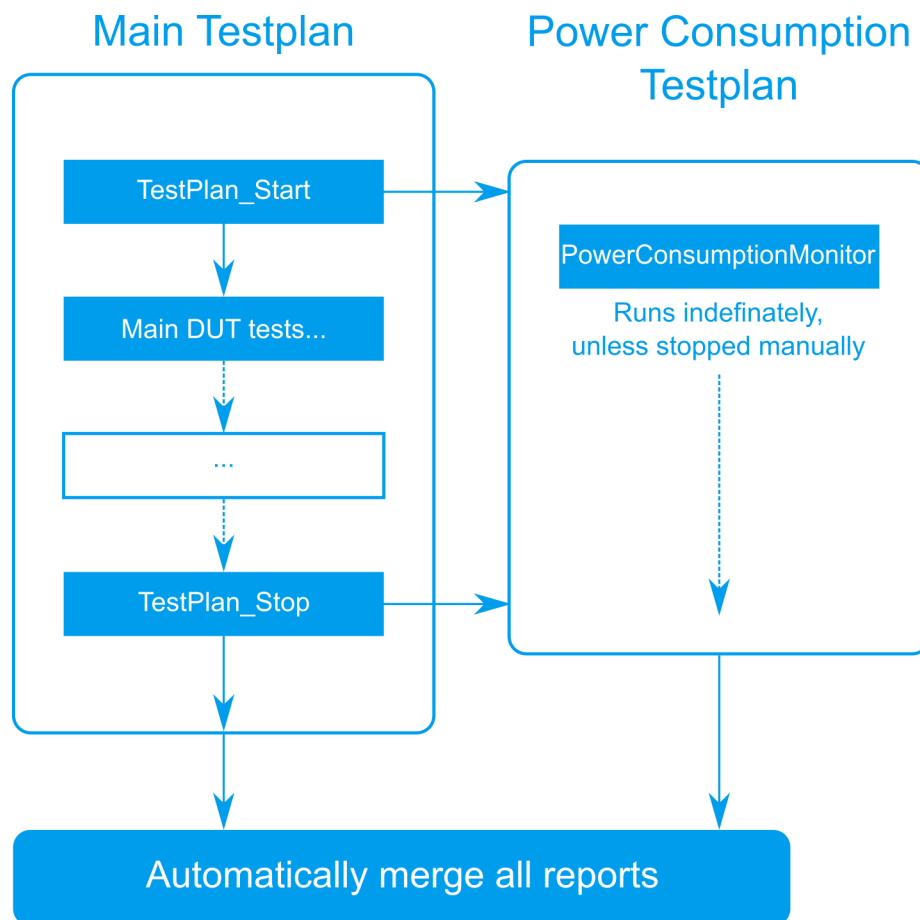 Main Testplan
Power Consumption
Testplan
TestPlan_Start
Main DUT tests...
...
TestPlan_Stop
PowerConsumptionMonitor
Runs indefinately,
unless stopped manually
Automatically merge all reports